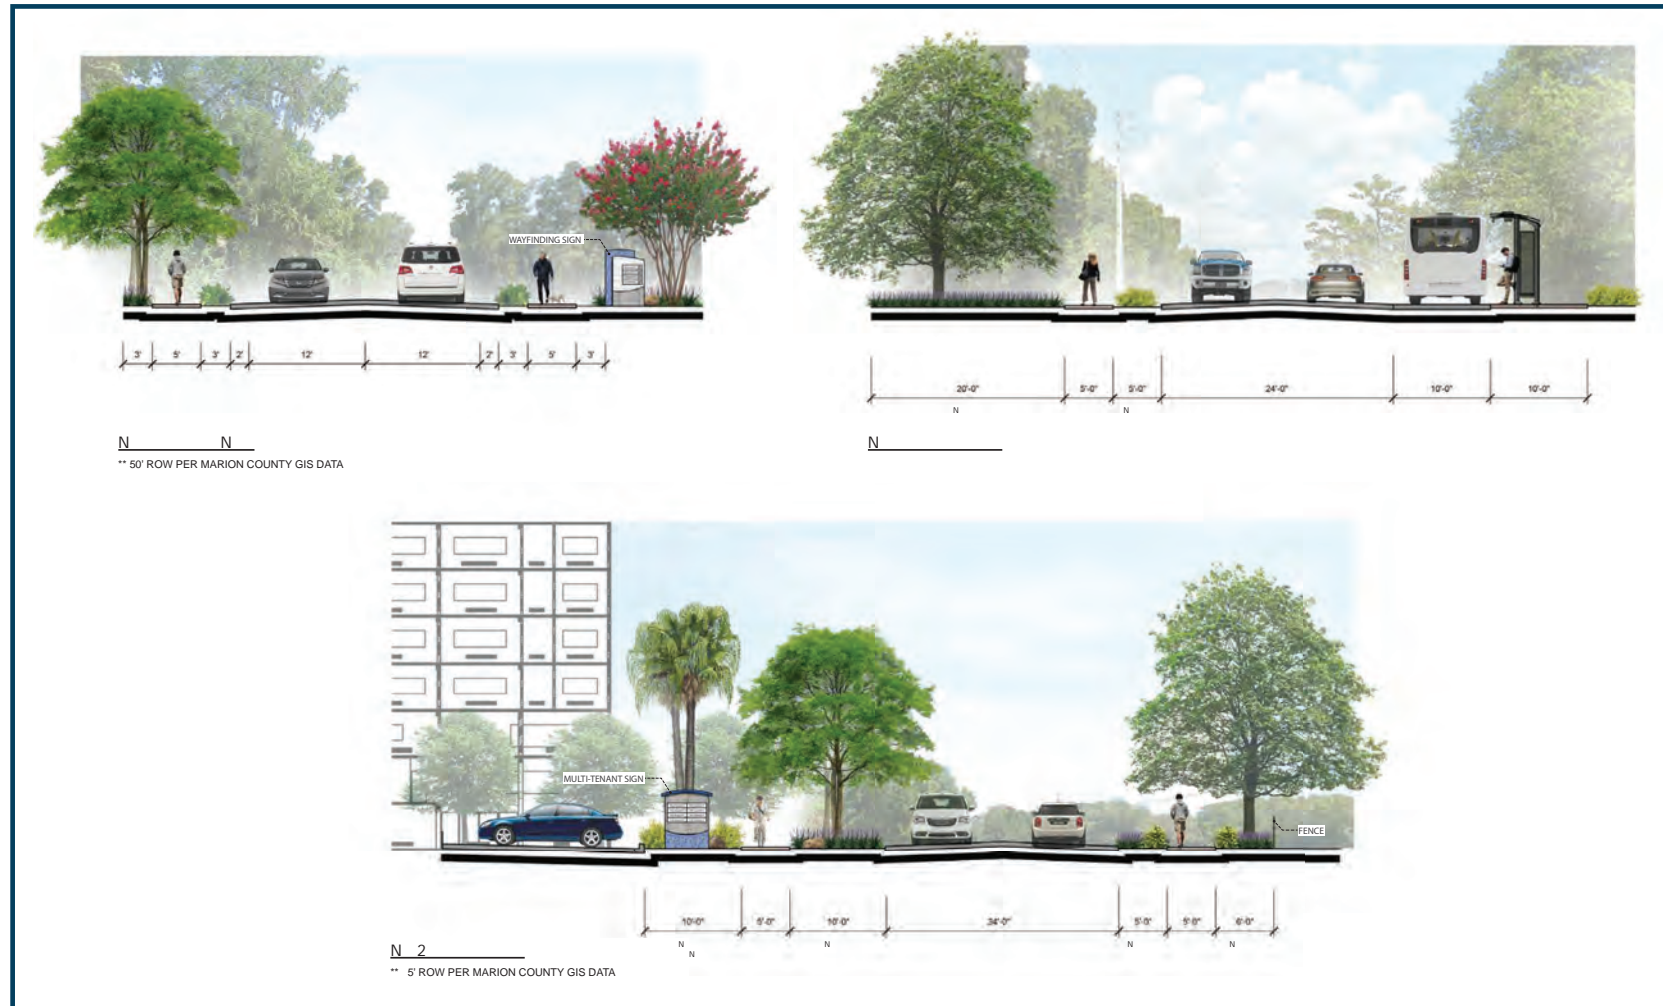 WAYFINDING SIGN
3' 5' 3' 2' 12' 12' 2' 3' 5' 3'
N N
** 50' ROW PER MARION COUNTY GIS DATA
20'-0" 5'-0" 5'-0" 24'-0" 10'-0" 10'-0"
N N
N
MULTI-TENANT SIGN
FENCE
10'-0" 5'-0" 10'-0" 5'-0" 5'-0" 6'-0"
N N N N
N
N 2
** 5' ROW PER MARION COUNTY GIS DATA